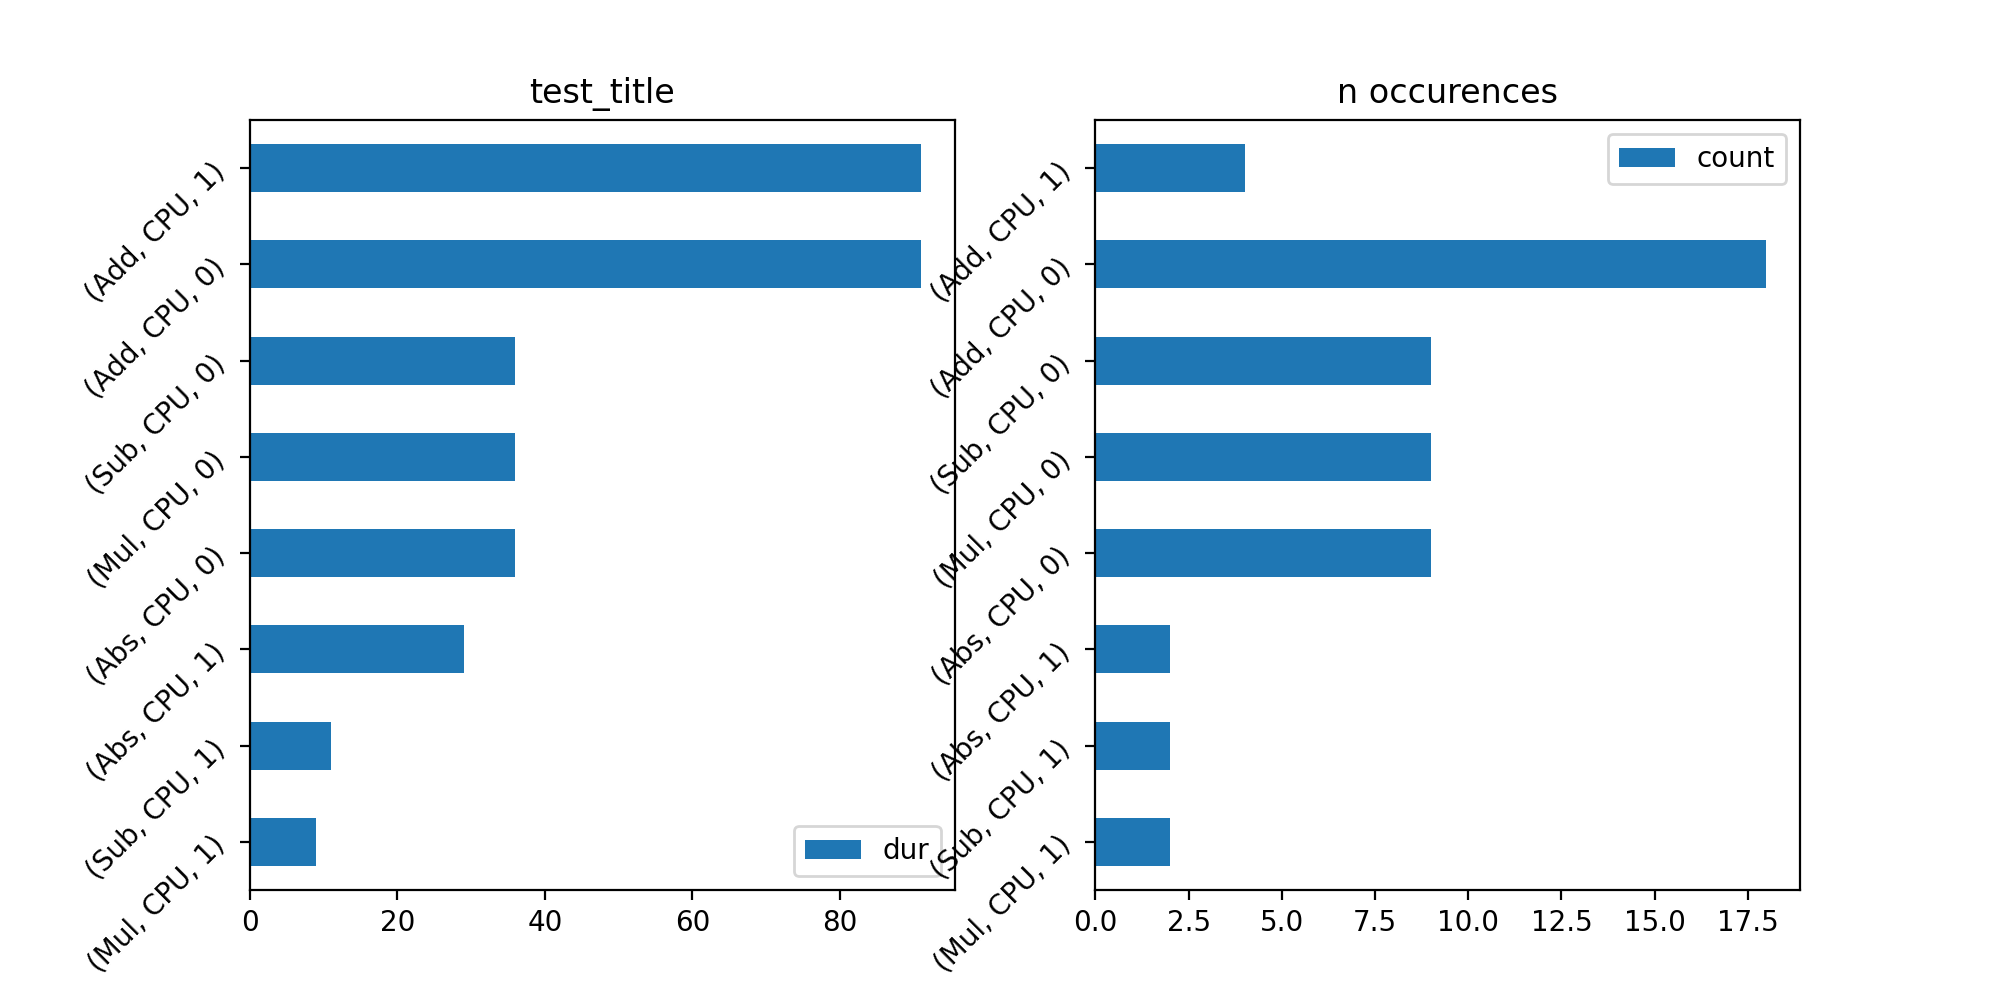 test_title
(Add, CPU, 1)
(Add, CPU, 0)
(Sub, CPU, 0)
(Mul, CPU, 0)
(Abs, CPU, 0)
(Abs, CPU, 1)
(Sub, CPU, 1)
(Mul, CPU, 1)
dur
0 20 40 60 80
n occurences
count
(Add, CPU, 1)
(Add, CPU, 0)
(Sub, CPU, 0)
(Mul, CPU, 0)
(Abs, CPU, 0)
(Abs, CPU, 1)
(Sub, CPU, 1)
(Mul, CPU, 1)
0.0 2.5 5.0 7.5 10.0 12.5 15.0 17.5